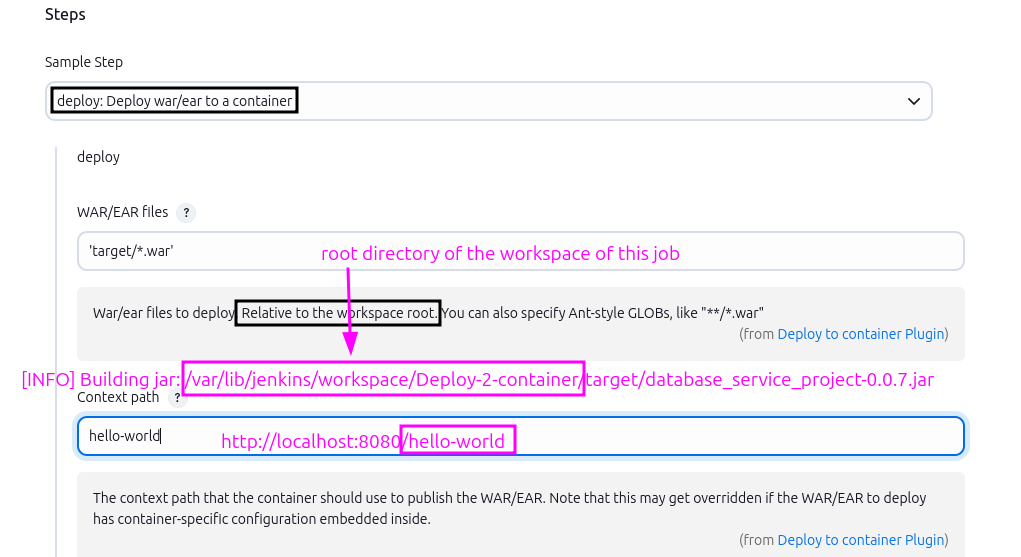 Steps
Sample Step
deploy: Deploy war/ear to a container
deploy
WAR/EAR files ?
'target/*.war'
root directory of the workspace of this job
War/ear files to deploy. Relative to the workspace root. You can also specify Ant-style GLOBs, like "**/*.war"
(from Deploy to container Plugin)
[INFO] Building jar: /var/lib/jenkins/workspace/Deploy-2-container/target/database_service_project-0.0.7.jar
Context path ?
hello-world
http://localhost:8080/hello-world
The context path that the container should use to publish the WAR/EAR. Note that this may get overridden if the WAR/EAR to deploy
has container-specific configuration embedded inside.
(from Deploy to container Plugin)